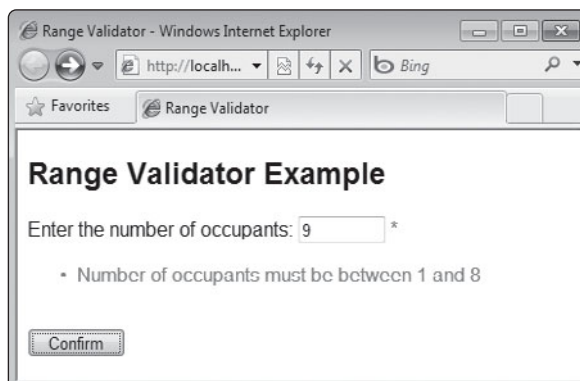 Range Validator - Windows Internet Explorer
http://localh... Bing
Favorites Range Validator
Range Validator Example
Enter the number of occupants: 9 *
• Number of occupants must be between 1 and 8
Confirm